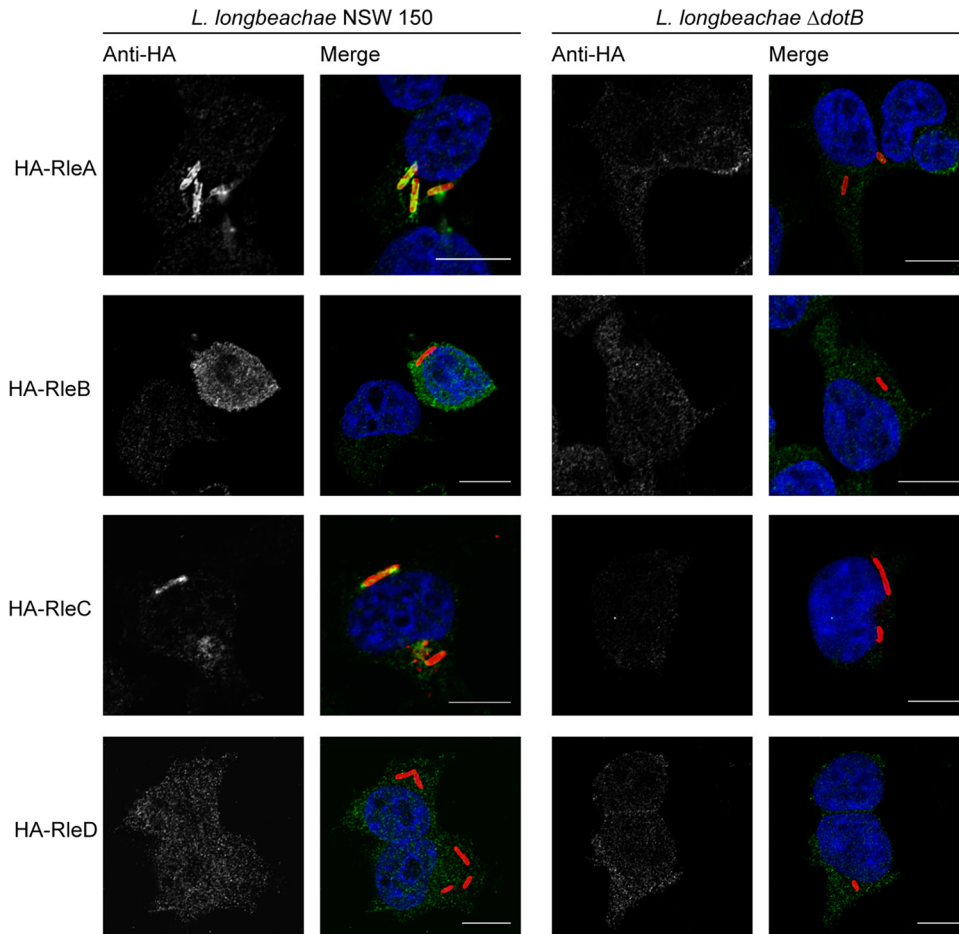 L. longbeachae NSW 150
L. longbeachae ΔdotB
Anti-HA
Merge
Anti-HA
Merge
HA-RleA
HA-RleB
HA-RleC
HA-RleD